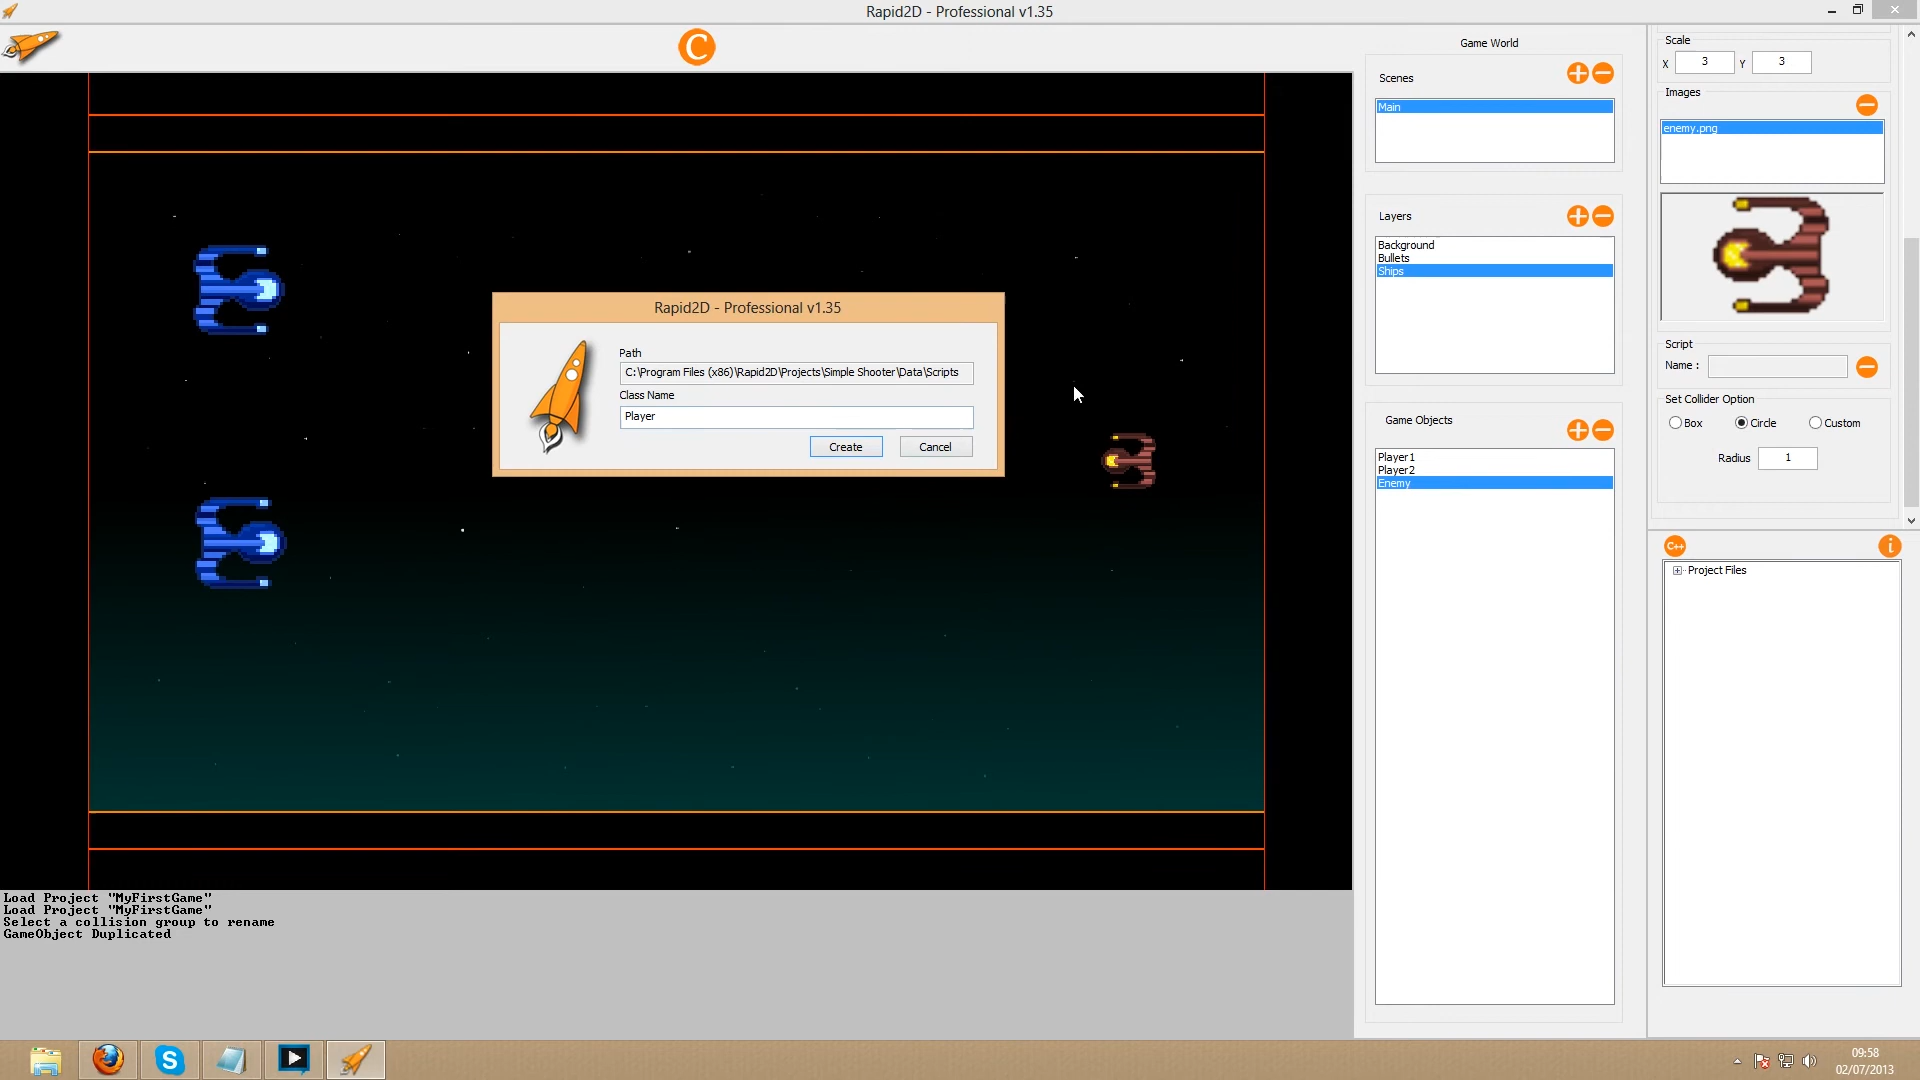 Rapid2D - Professional v1.35
C
Game World
Scenes
Main
Layers
Background
Bullets
Ships
Game Objects
Player1
Player2
Enemy
Scale
X 3 Y 3
Images
enemy.png
Script
Name :
Set Collider Option
Box Circle Custom
Radius 1
C++ i
Project Files
Rapid2D - Professional v1.35
Path
C:\Program Files (x86)\Rapid2D\Projects\Simple Shooter\Data\Scripts
Class Name
Player
Create Cancel
Load Project "MyFirstGame"
Load Project "MyFirstGame"
Select a collision group to rename
GameObject Duplicated
S
09:58
02/07/2013